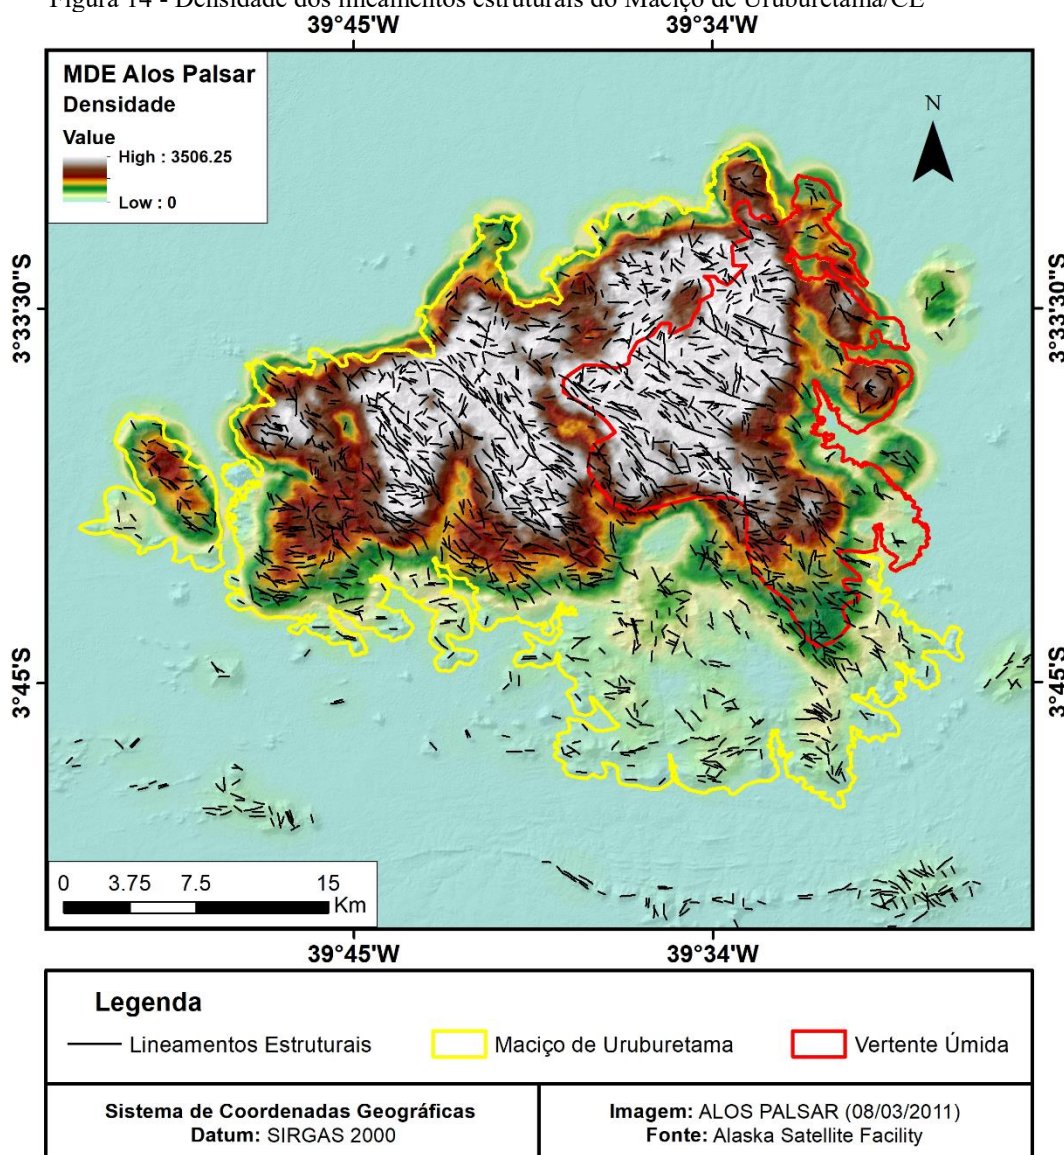 Figura 14 - Densidade dos lineamentos estruturais do Maciço de Uruburetama/CE
39°45'W 39°34'W
MDE Alos Palsar
Densidade
Value
High : 3506.25
Low : 0
N
3°33'30"S 3°33'30"S
3°45'S 3°45'S
0 3.75 7.5 15
Km
39°45'W 39°34'W
Legenda
Lineamentos Estruturais Maciço de Uruburetama Vertente Úmida
Sistema de Coordenadas Geográficas
Datum: SIRGAS 2000
Imagem: ALOS PALSAR (08/03/2011)
Fonte: Alaska Satellite Facility